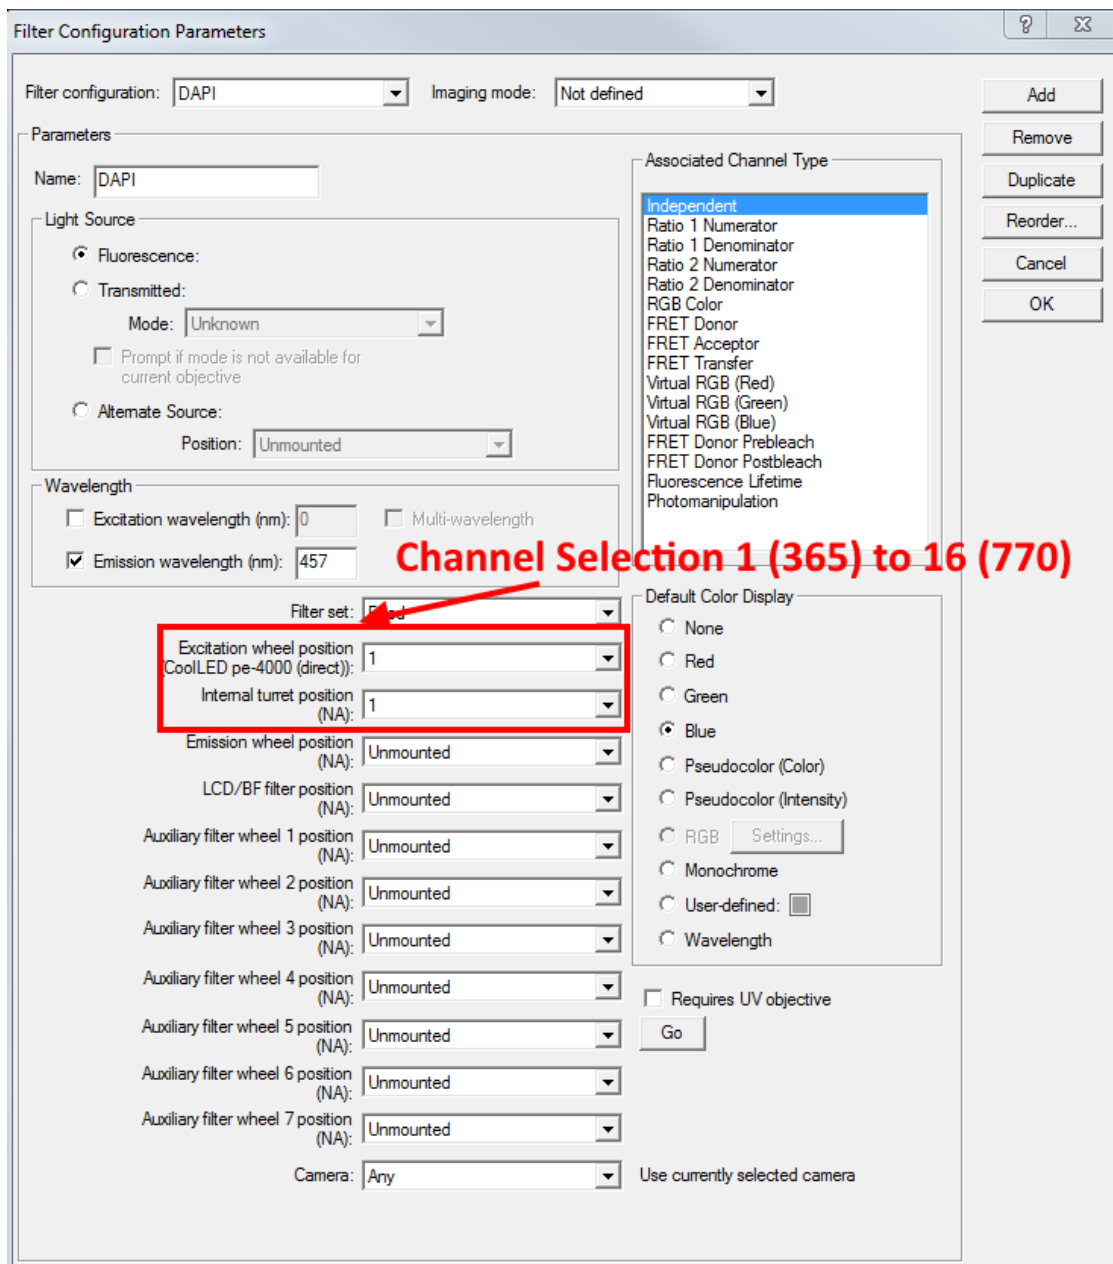 Filter Configuration Parameters
Filter configuration: DAPI Imaging mode: Not defined
Add
Remove
Duplicate
Reorder...
Cancel
OK
Parameters
Name: DAPI
Light Source
Fluorescence:
Transmitted:
Mode: Unknown
Prompt if mode is not available for
current objective
Alternate Source:
Position: Unmounted
Associated Channel Type
Independent
Ratio 1 Numerator
Ratio 1 Denominator
Ratio 2 Numerator
Ratio 2 Denominator
RGB Color
FRET Donor
FRET Acceptor
FRET Transfer
Virtual RGB (Red)
Virtual RGB (Green)
Virtual RGB (Blue)
FRET Donor Prebleach
FRET Donor Postbleach
Fluorescence Lifetime
Photomanipulation
Wavelength
Excitation wavelength (nm): 0 Multi-wavelength
Emission wavelength (nm): 457
Channel Selection 1 (365) to 16 (770)
Filter set:
Excitation wheel position
(CoolLED pe-4000 (direct)): 1
Internal turret position
(NA): 1
Emission wheel position
(NA): Unmounted
LCD/BF filter position
(NA): Unmounted
Auxiliary filter wheel 1 position
(NA): Unmounted
Auxiliary filter wheel 2 position
(NA): Unmounted
Auxiliary filter wheel 3 position
(NA): Unmounted
Auxiliary filter wheel 4 position
(NA): Unmounted
Auxiliary filter wheel 5 position
(NA): Unmounted
Auxiliary filter wheel 6 position
(NA): Unmounted
Auxiliary filter wheel 7 position
(NA): Unmounted
Camera: Any Use currently selected camera
Default Color Display
None
Red
Green
Blue
Pseudocolor (Color)
Pseudocolor (Intensity)
RGB Settings...
Monochrome
User-defined:
Wavelength
Requires UV objective
Go